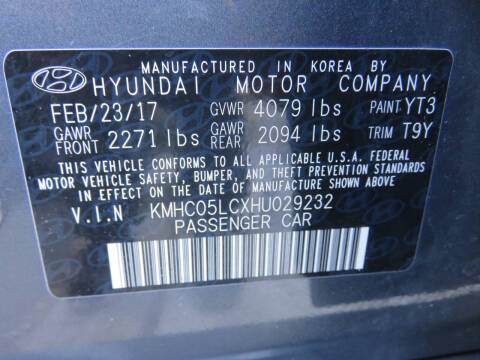 MANUFACTURED IN KOREA BY
HYUNDAI MOTOR COMPANY
FEB/23/17 GVWR 4079 lbs PAINT YT3
GAWR FRONT 2271 lbs GAWR REAR 2094 lbs TRIM T9Y
THIS VEHICLE CONFORMS TO ALL APPLICABLE U.S.A. FEDERAL
MOTOR VEHICLE SAFETY, BUMPER, AND THEFT PREVENTION STANDARDS
IN EFFECT ON THE DATE OF MANUFACTURE SHOWN ABOVE.
V.I.N KMHC05LCXHU029232
PASSENGER CAR